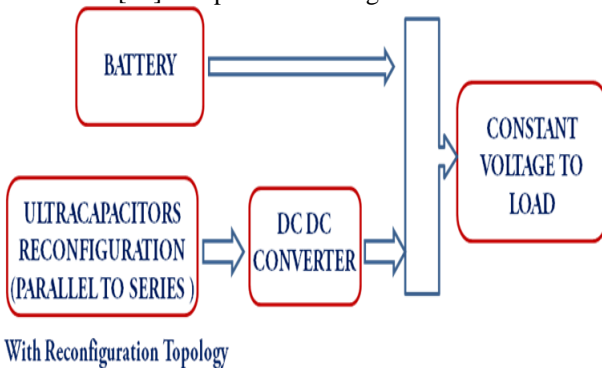 BATTERY
CONSTANT
VOLTAGE TO
LOAD
ULTRACAPACITORS
RECONFIGURATION
(PARALLEL TO SERIES )
DC DC
CONVERTER
With Reconfiguration Topology